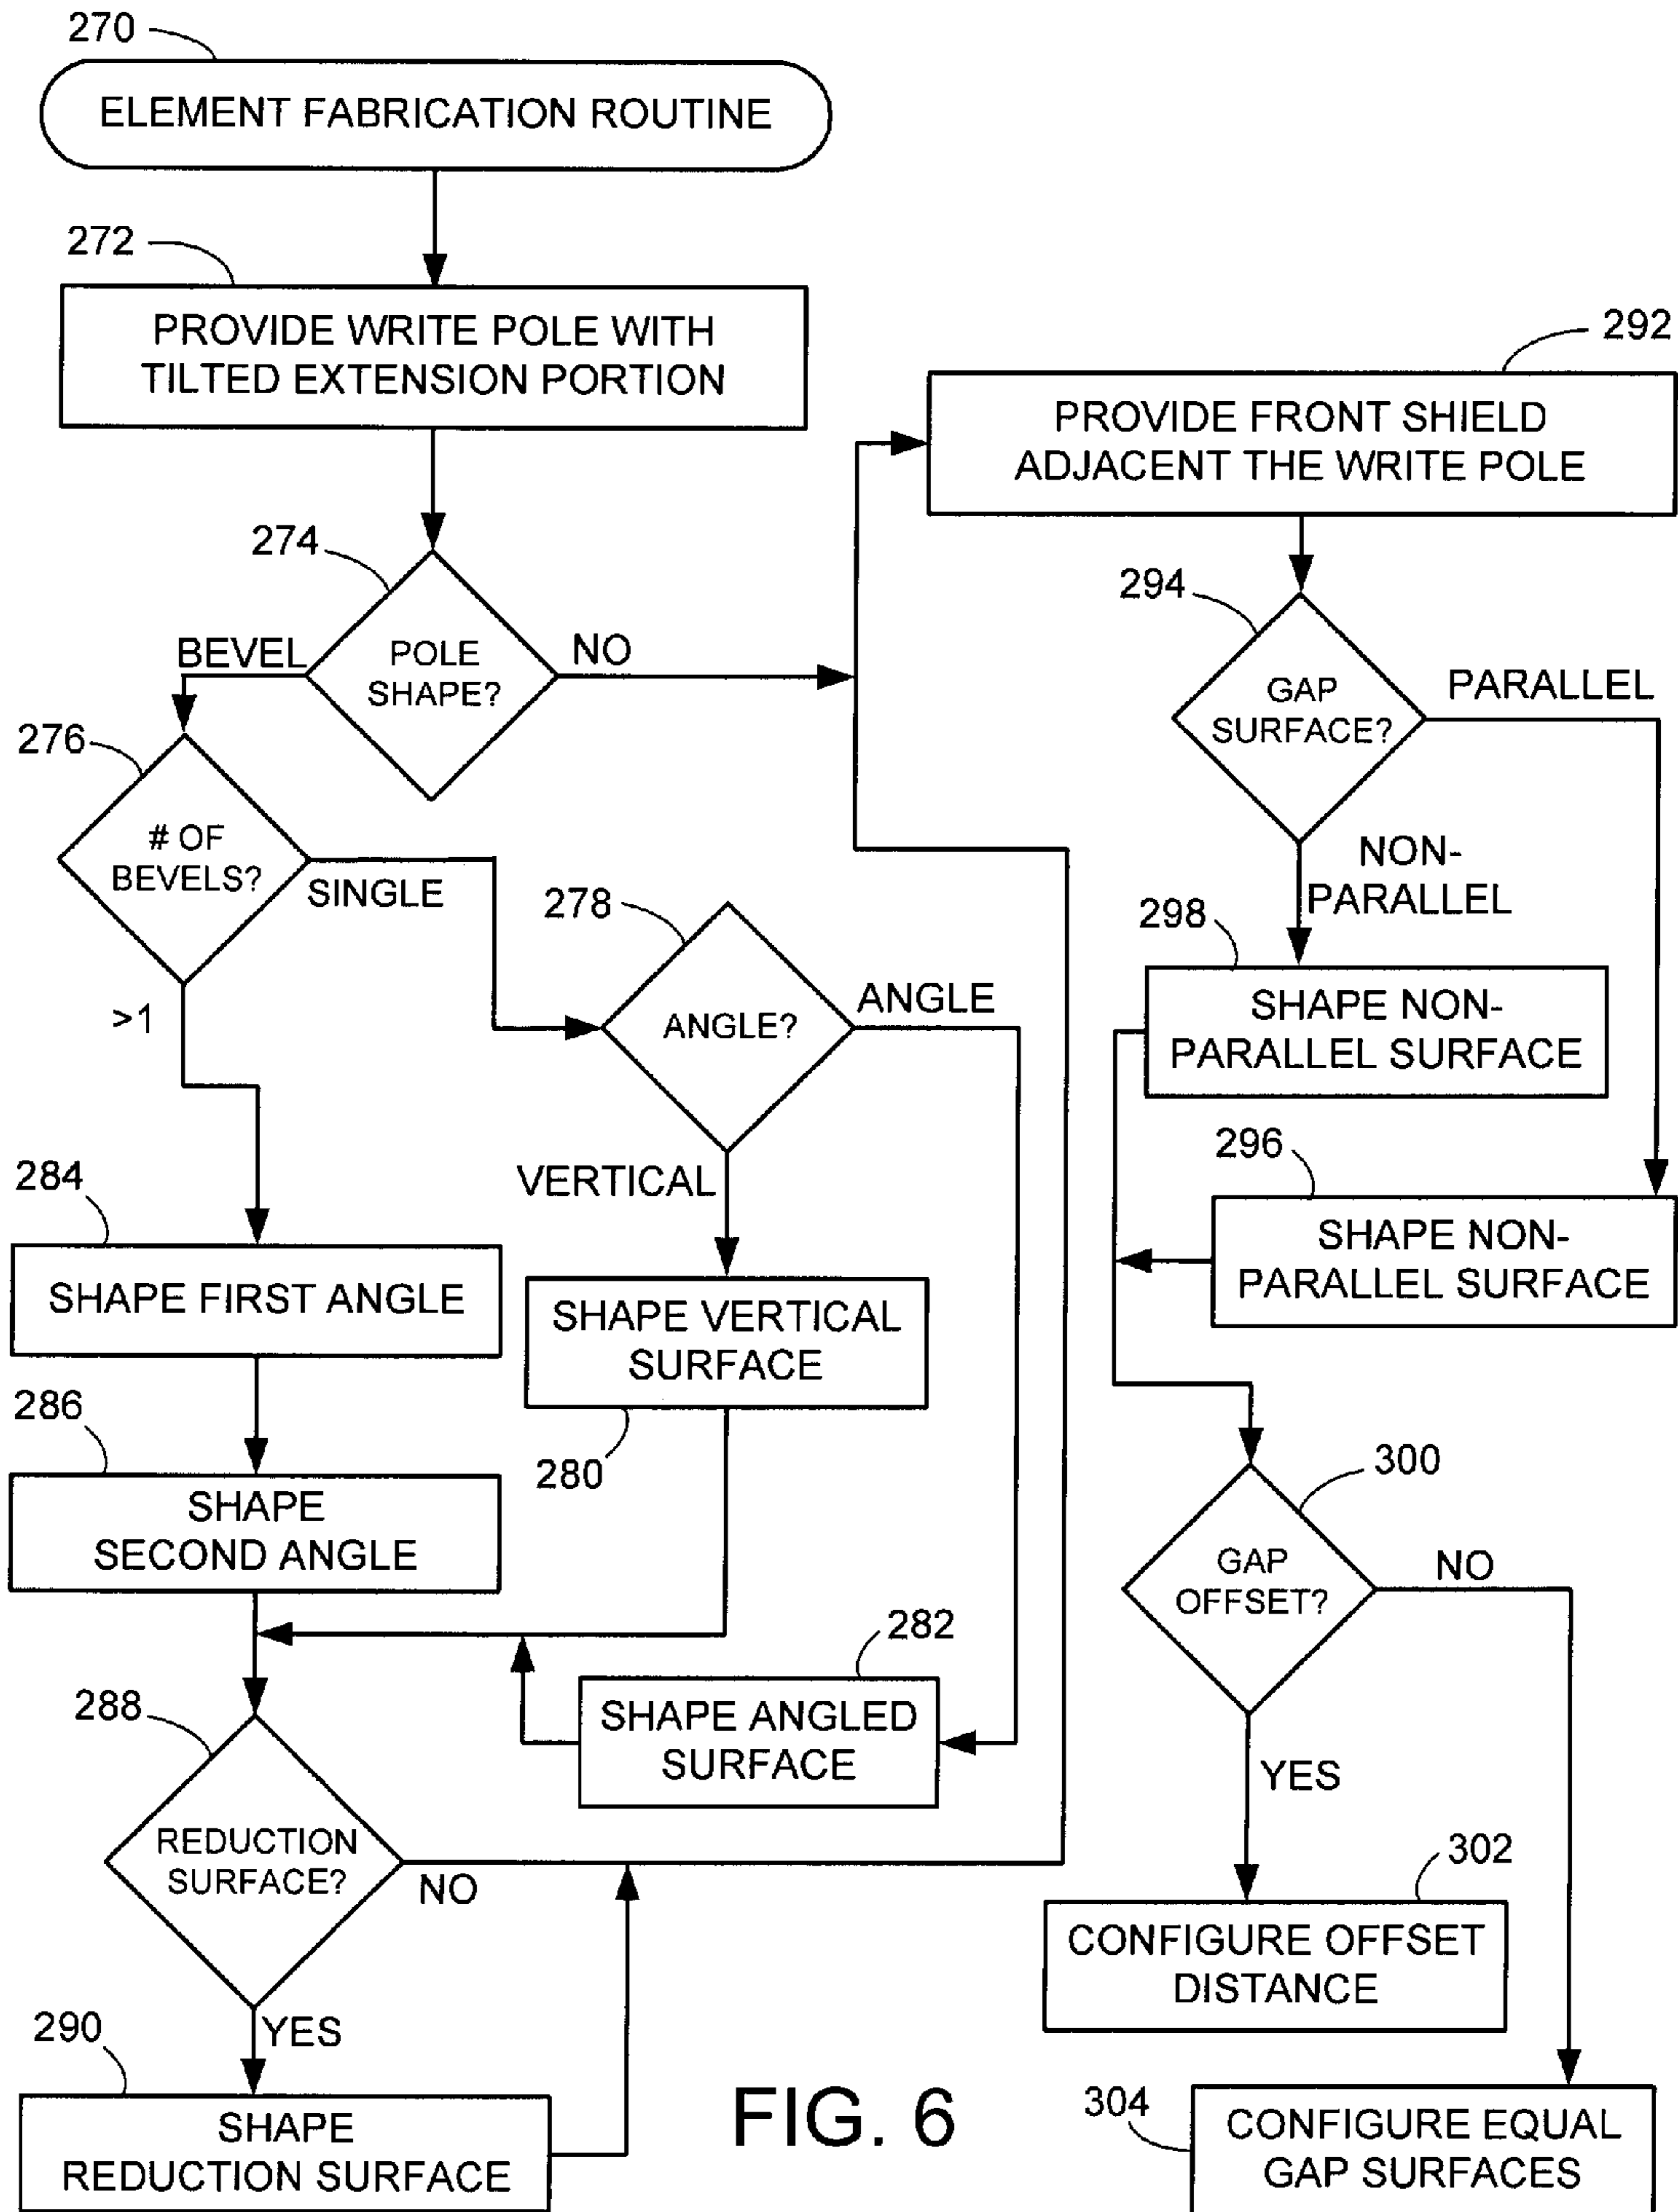 270
ELEMENT FABRICATION ROUTINE
272
PROVIDE WRITE POLE WITH
TILTED EXTENSION PORTION
274
POLE
SHAPE?
BEVEL
NO
276
# OF
BEVELS?
SINGLE
>1
278
ANGLE?
ANGLE
VERTICAL
284
SHAPE FIRST ANGLE
SHAPE VERTICAL
SURFACE
280
286
SHAPE
SECOND ANGLE
282
SHAPE ANGLED
SURFACE
288
REDUCTION
SURFACE?
NO
YES
290
SHAPE
REDUCTION SURFACE
292
PROVIDE FRONT SHIELD
ADJACENT THE WRITE POLE
294
GAP
SURFACE?
PARALLEL
NON-
PARALLEL
298
SHAPE NON-
PARALLEL SURFACE
296
SHAPE NON-
PARALLEL SURFACE
300
GAP
OFFSET?
NO
YES
302
CONFIGURE OFFSET
DISTANCE
304
CONFIGURE EQUAL
GAP SURFACES
FIG. 6